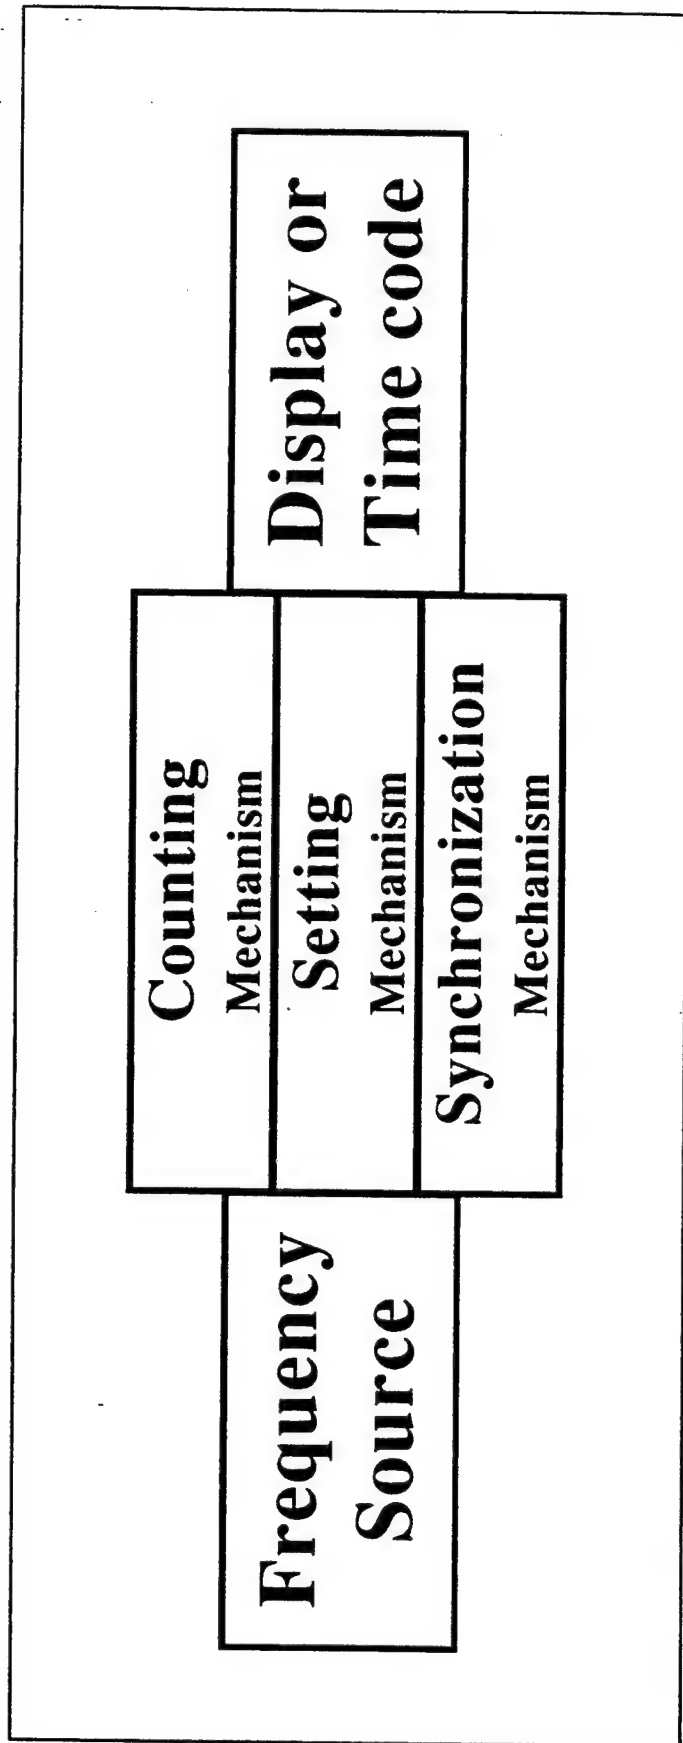 Frequency
Source
Counting
Mechanism
Setting
Mechanism
Synchronization
Mechanism
Display or
Time code